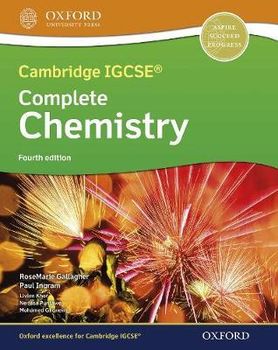 OXFORD
UNIVERSITY PRESS
ASPIRE
SUCCEED
PROGRESS
Cambridge IGCSE®
Complete
Chemistry
Fourth edition
RoseMarie Gallagher
Paul Ingram
Oxford excellence for Cambridge IGCSE®
OXFORD